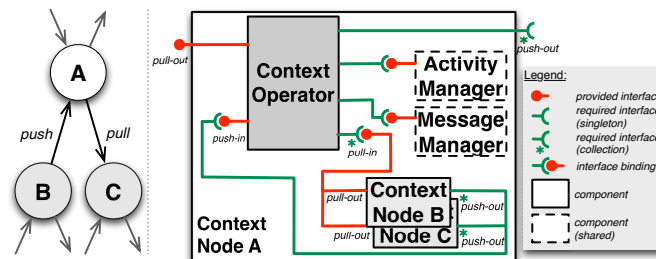 A
push
pull
B
C
pull-out
Context
Operator
push-out
*
Activity
Manager
Message
Manager
push-in
*
pull-in
pull-out
Context
Node B
*
push-out
pull-out
Node C
*
push-out
Context
Node A
Legend:
provided interfac
required interfac
(singleton)
required interfac
(collection)
*
interface binding
component
component
(shared)